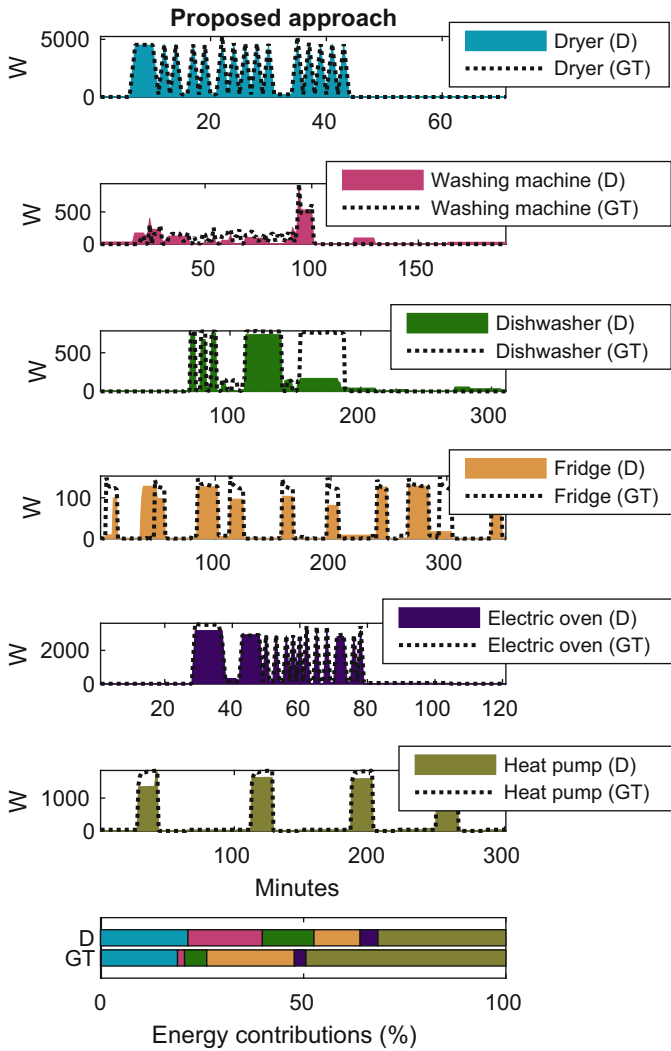 Proposed approach
5000
W
0
20
40
60
Dryer (D)
Dryer (GT)
500
W
0
50
100
150
Washing machine (D)
Washing machine (GT)
500
W
0
100
200
300
Dishwasher (D)
Dishwasher (GT)
100
W
0
100
200
300
Fridge (D)
Fridge (GT)
2000
W
0
20
40
60
80
100
120
Electric oven (D)
Electric oven (GT)
1000
W
0
100
200
300
Heat pump (D)
Heat pump (GT)
Minutes
D
GT
0
50
100
Energy contributions (%)